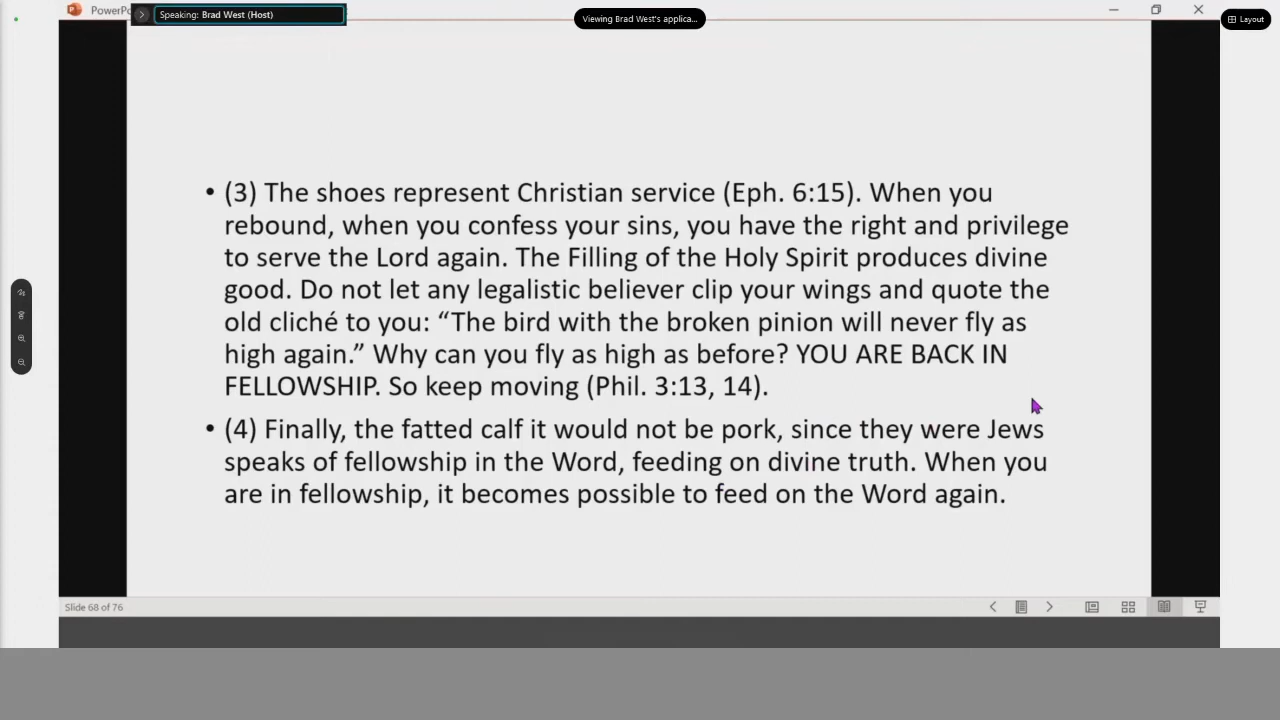 PowerPo
Speaking: Brad West (Host)
Viewing Brad West's applica...
Layout
• (3) The shoes represent Christian service (Eph. 6:15). When you
rebound, when you confess your sins, you have the right and privilege
to serve the Lord again. The Filling of the Holy Spirit produces divine
good. Do not let any legalistic believer clip your wings and quote the
old cliché to you: “The bird with the broken pinion will never fly as
high again.” Why can you fly as high as before? YOU ARE BACK IN
FELLOWSHIP. So keep moving (Phil. 3:13, 14).
• (4) Finally, the fatted calf it would not be pork, since they were Jews
speaks of fellowship in the Word, feeding on divine truth. When you
are in fellowship, it becomes possible to feed on the Word again.
Slide 68 of 76